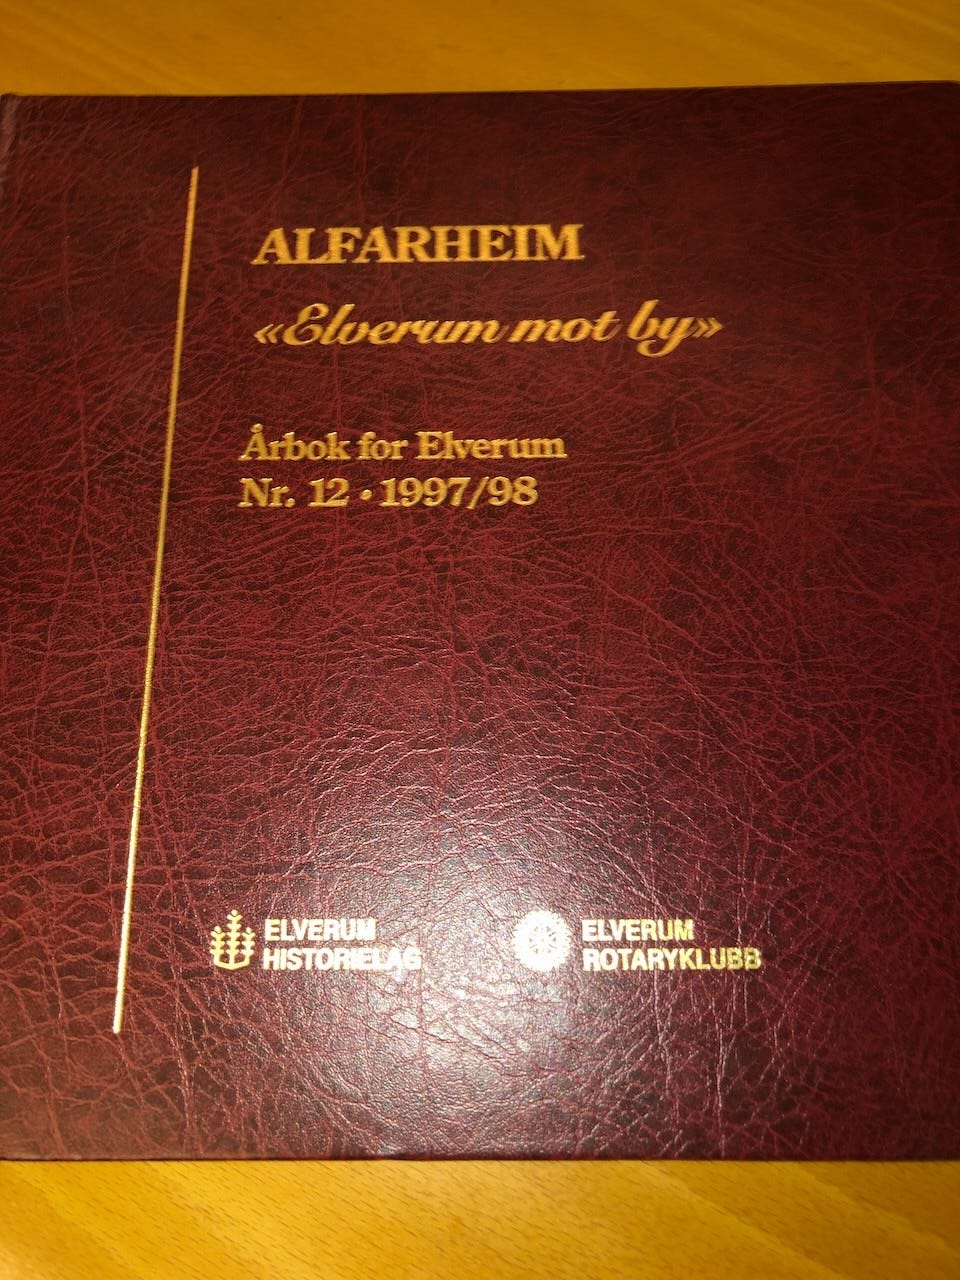 ALFARHEIM
«Elverum mot by»
Årbok for Elverum
Nr. 12 • 1997/98
ELVERUM
HISTORIELAG
ELVERUM
ROTARYKLUBB